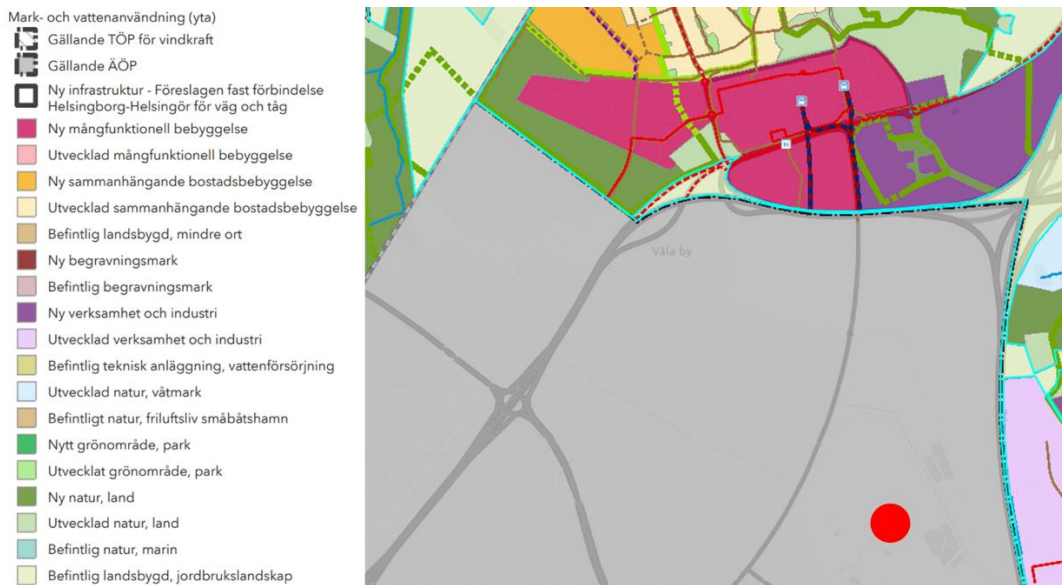 Mark- och vattenanvändning (yta)
Gällande TÖP för vindkraft
Gällande ÄÖP
Ny infrastruktur - Föreslagen fast förbindelse
Helsingborg-Helsingör för väg och tåg
Ny mångfunktionell bebyggelse
Utvecklad mångfunktionell bebyggelse
Ny sammanhängande bostadsbebyggelse
Utvecklad sammanhängande bostadsbebyggelse
Befintlig landsbygd, mindre ort
Ny begravningsmark
Befintlig begravningsmark
Ny verksamhet och industri
Utvecklad verksamhet och industri
Befintlig teknisk anläggning, vattenförsörjning
Utvecklad natur, våtmark
Befintligt natur, friluftsliv småbåtshamn
Nytt grönområde, park
Utvecklat grönområde, park
Ny natur, land
Utvecklad natur, land
Befintlig natur, marin
Befintlig landsbygd, jordbrukslandskap
Väla by